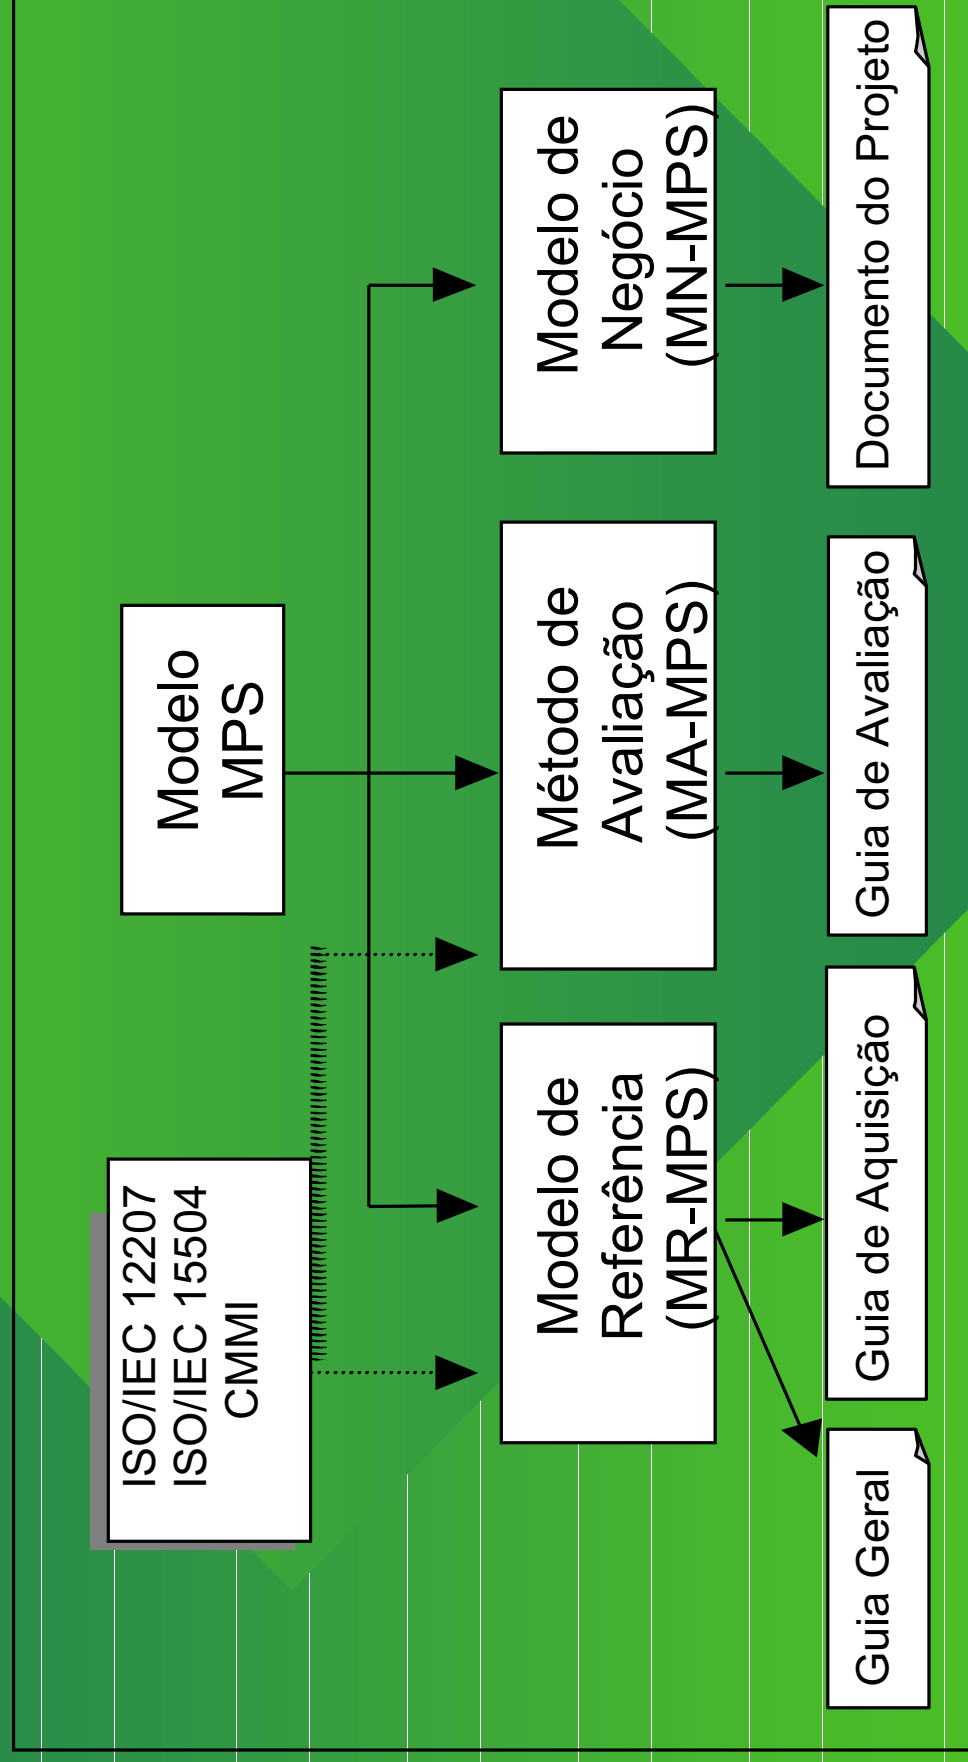 ISO/IEC 12207
ISO/IEC 15504
CMMI
Modelo
MPS
Modelo de
Referência
(MR-MPS)
Método de
Avaliação
(MA-MPS)
Modelo de
Negócio
(MN-MPS)
Guia Geral
Guia de Aquisição
Guia de Avaliação
Documento do Projeto